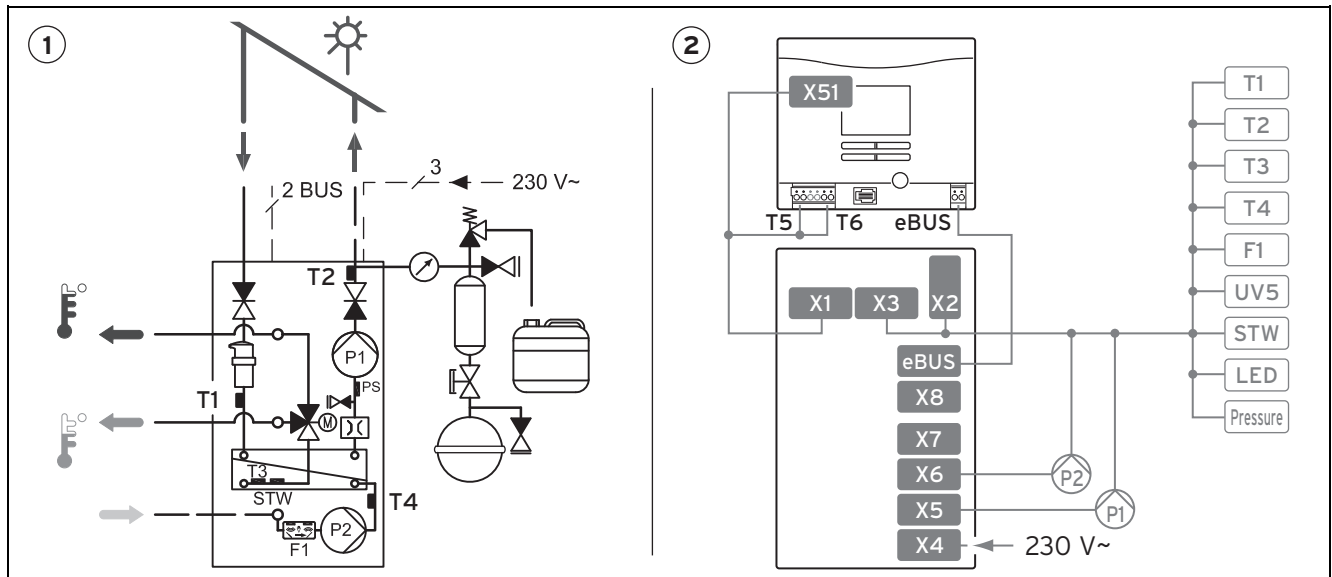 1
2 BUS
3
230 V~
T2
P1
PS
T1
M
T3
STW
T4
F1
P2
2
X51
T5
T6
eBUS
X1
X3
X2
eBUS
X8
X7
X6
X5
X4
230 V~
P2
P1
T1
T2
T3
T4
F1
UV5
STW
LED
Pressure